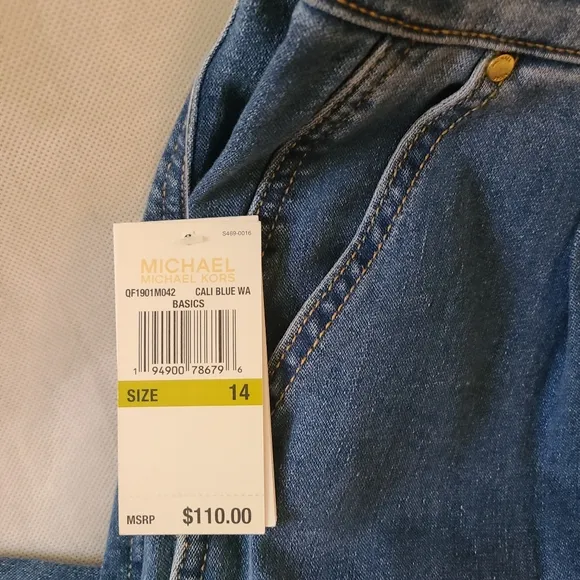 S469-0016
MICHAEL
MICHAEL KORS
QF1901M042 CALI BLUE WA
BASICS
1 94900 78679 6
SIZE 14
MSRP $110.00